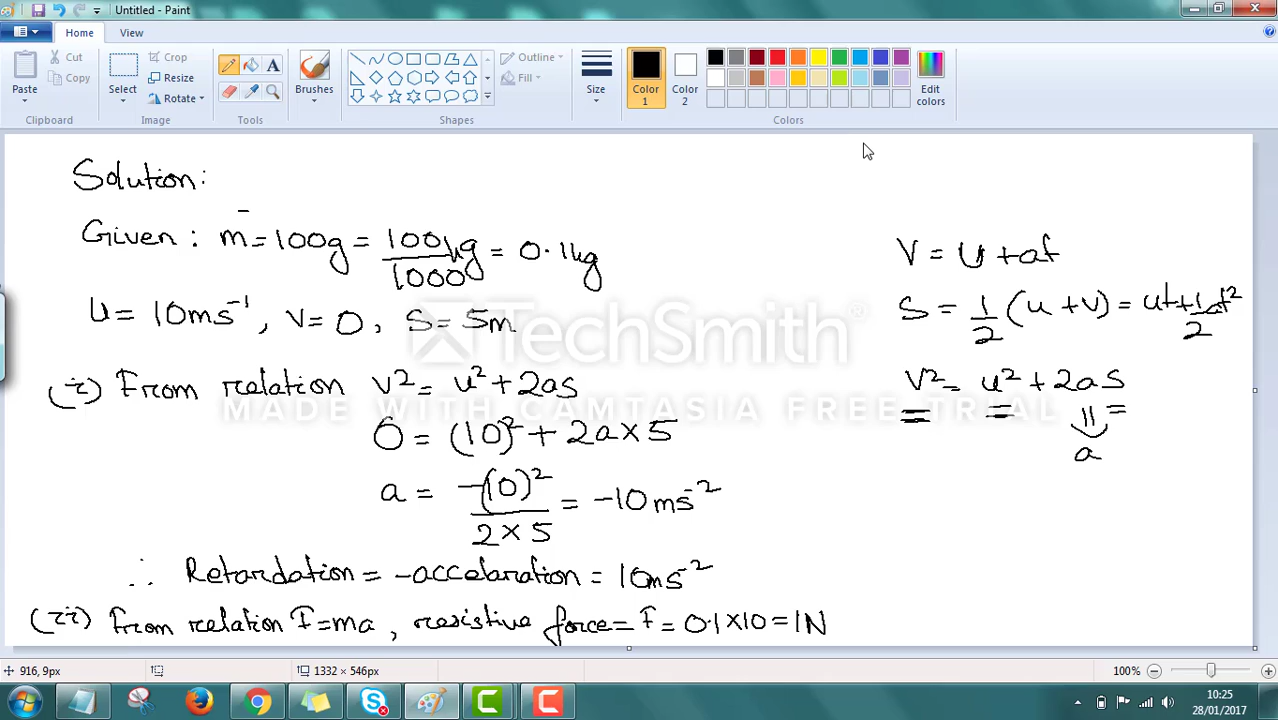 Untitled - Paint
Home View
Paste
Cut
Copy
Clipboard
Select
Crop
Resize
Rotate
Image
Tools
Brushes
Shapes
Outline
Fill
Size
Color 1
Color 2
Colors
Edit colors
Solution:
Given: m = 100g = 100/1000 kg = 0.1kg
u = 10ms⁻¹, v = 0, s = 5m
(i) From relation v² = u² + 2as
0 = (10)² + 2a × 5
a = -(10)²/2 × 5 = -10ms⁻²
∴ Retardation = -accelaration = 10ms⁻²
(ii) From relation F=ma, resistive force = F = 0.1×10 = 1N
V = u + at
S = 1/2 (u + v) = ut + 1/2 at²
V² = u² + 2as
a
TechSmith
MADE WITH CAMTASIA FREE TRIAL
916, 9px
1332 × 546px
100%
10:25
28/01/2017